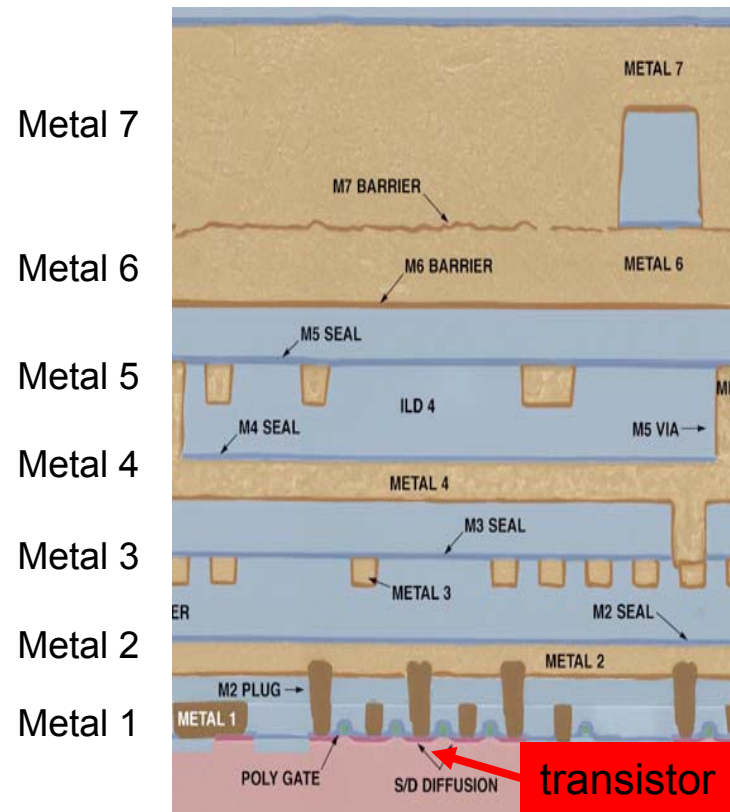 METAL 7
Metal 7
M7 BARRIER
Metal 6
M6 BARRIER
METAL 6
M5 SEAL
Metal 5
ILD 4
M4 SEAL
M5 VIA
Metal 4
METAL 4
M3 SEAL
Metal 3
METAL 3
ER
M2 SEAL
Metal 2
METAL 2
M2 PLUG
Metal 1
METAL 1
POLY GATE
S/D DIFFUSION
transistor